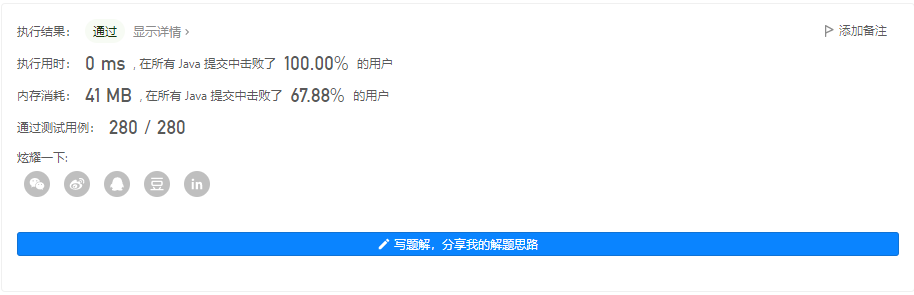 执行结果： 通过 显示详情 › 添加备注
执行用时： 0 ms , 在所有 Java 提交中击败了 100.00% 的用户
内存消耗： 41 MB , 在所有 Java 提交中击败了 67.88% 的用户
通过测试用例： 280 / 280
炫耀一下:
豆 in
写题解，分享我的解题思路